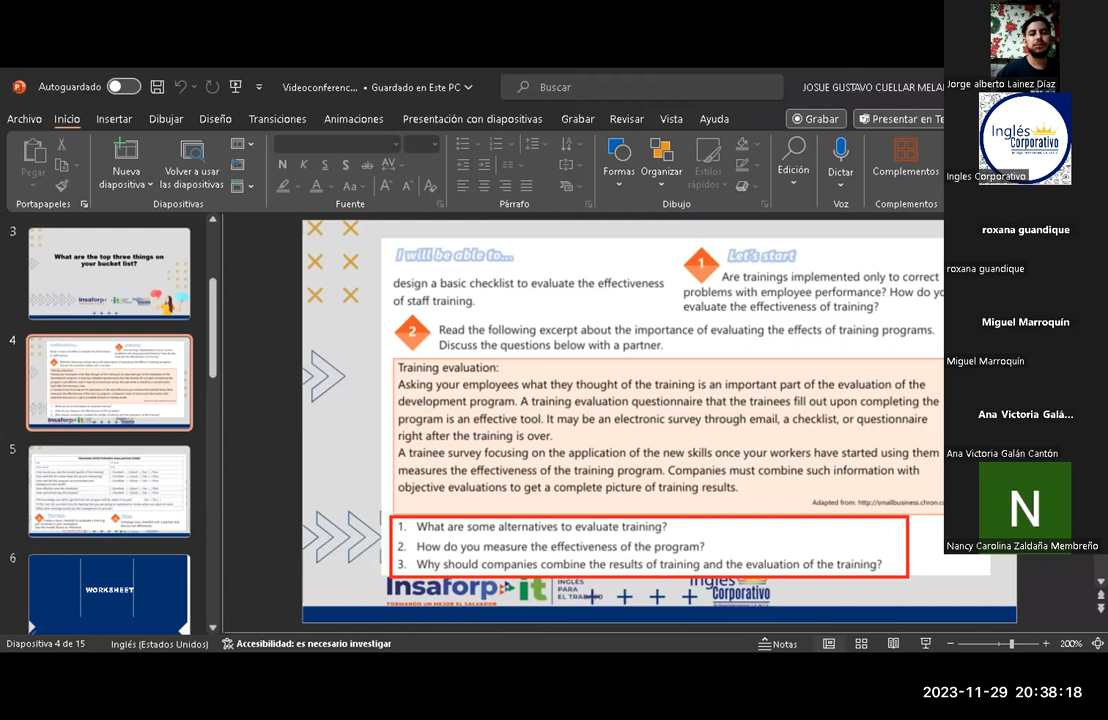 Autoguardado
Videoconferenc... • Guardado en Este PC
Buscar
JOSUE GUSTAVO CUELLAR MELA
Archivo Inicio Insertar Dibujar Diseño Transiciones Animaciones Presentación con diapositivas Grabar Revisar Vista Ayuda
Grabar
Presentar en Te
Pegar
Nueva diapositiva
Volver a usar las diapositivas
N K S S ab AV
Aa A A A
Formas
Organizar
Estilos rápidos
Edición
Dictar
Complementos
Portapapeles
Diapositivas
Fuente
Párrafo
Dibujo
Voz
Complementos
3
What are the top three things on
your bucket list?
4
5
6
WORKSHEET
I will be able to...
design a basic checklist to evaluate the effectiveness
of staff training.
1
Let's start
Are trainings implemented only to correct
problems with employee performance? How do yo
evaluate the effectiveness of training?
2
Read the following excerpt about the importance of evaluating the effects of training programs.
Discuss the questions below with a partner.
Training evaluation:
Asking your employees what they thought of the training is an important part of the evaluation of the
development program. A training evaluation questionnaire that the trainees fill out upon completing the
program is an effective tool. It may be an electronic survey through email, a checklist, or questionnaire
right after the training is over.
A trainee survey focusing on the application of the new skills once your workers have started using them
measures the effectiveness of the training program. Companies must combine such information with
objective evaluations to get a complete picture of training results.
Adapted from: http://smallbusiness.chron.c
1. What are some alternatives to evaluate training?
2. How do you measure the effectiveness of the program?
3. Why should companies combine the results of training and the evaluation of the training?
Insaforp it
FORMANDO UN MEJOR EL SALVADOR
INGLÉS
PARA
EL TRABAJO
Inglés
Corporativo
Jorge alberto Lainez Díaz
Inglés
Corporativo
Ingles Corporativo
roxana guandique
roxana guandique
Miguel Marroquín
Miguel Marroquín
Ana Victoria Galá...
Ana Victoria Galán Cantón
N
Nancy Carolina Zaldaña Membreño
Diapositiva 4 de 15
Inglés (Estados Unidos)
Accesibilidad: es necesario investigar
Notas
200%
2023-11-29 20:38:18